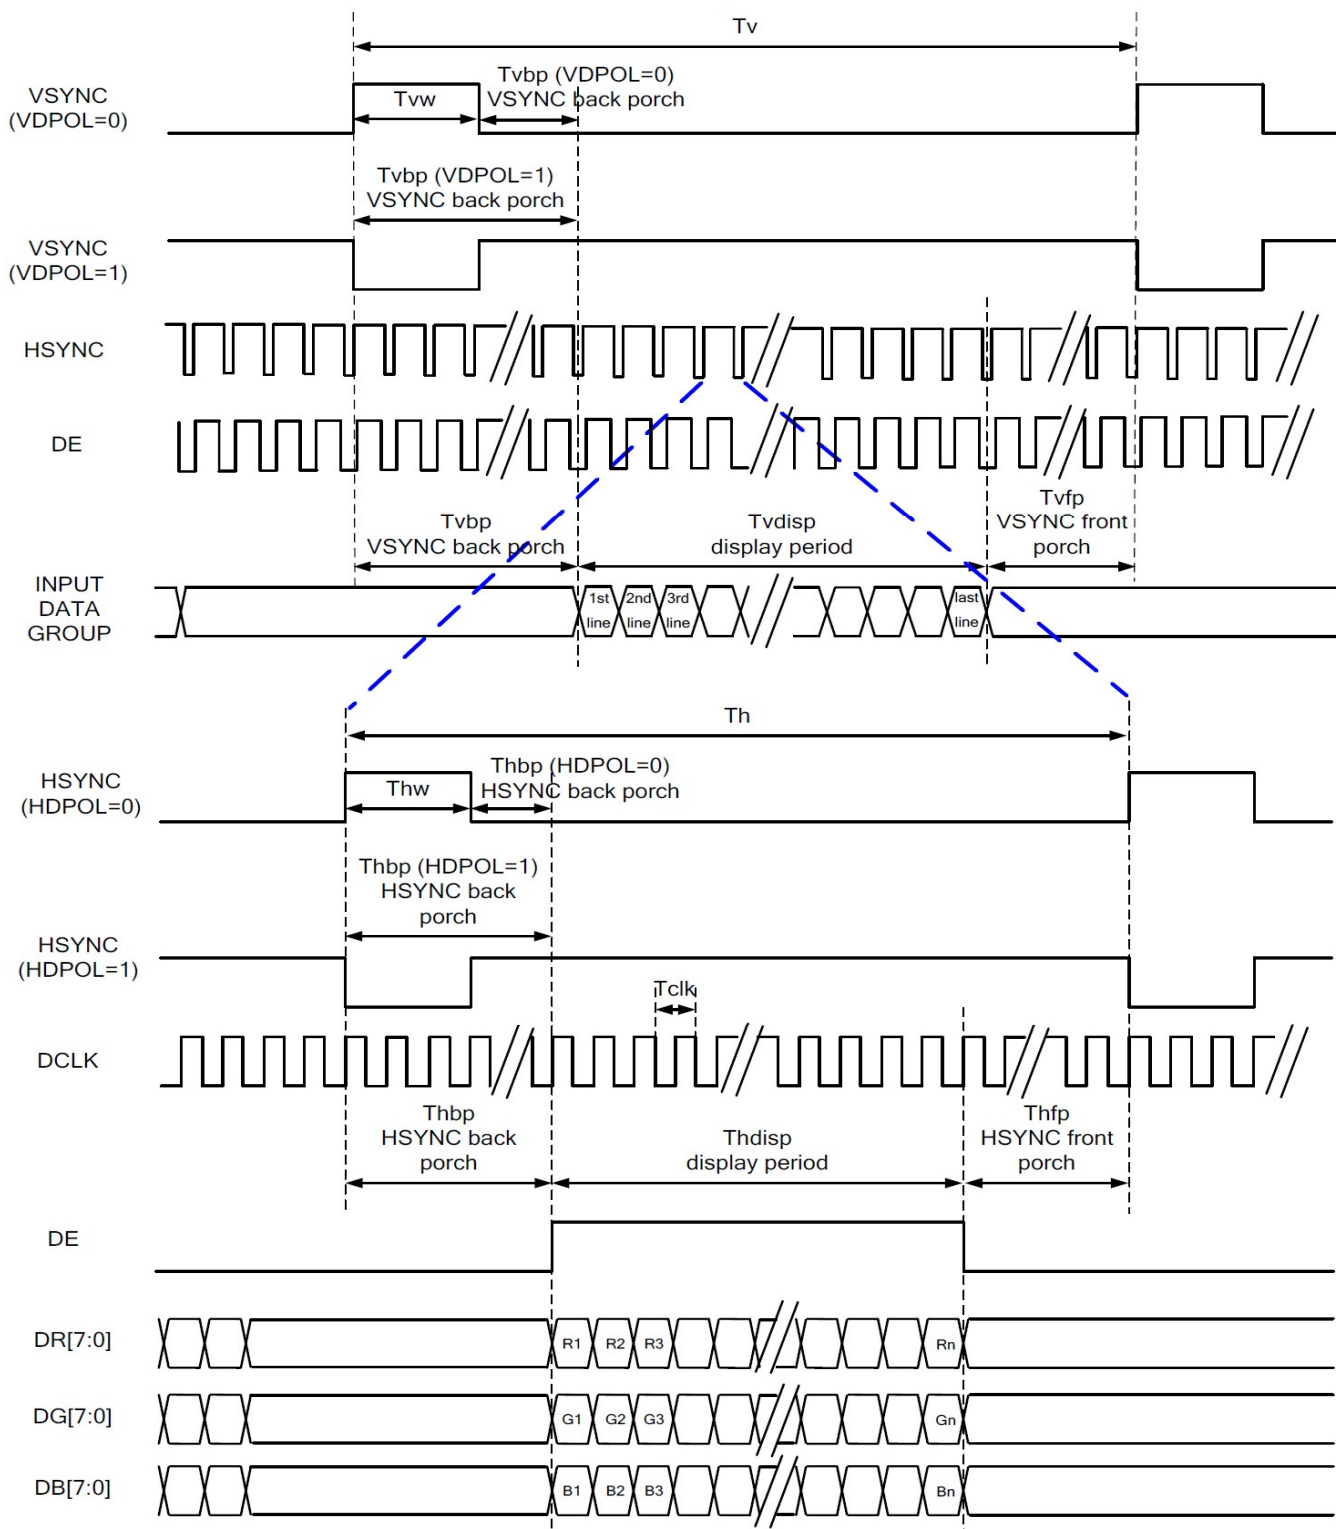 Tv
VSYNC
(VDPOL=0)
Tvw
Tvbp (VDPOL=0)
VSYNC back porch
Tvbp (VDPOL=1)
VSYNC back porch
VSYNC
(VDPOL=1)
HSYNC
DE
Tvbp
VSYNC back porch
Tvdisp
display period
Tvfp
VSYNC front
porch
INPUT
DATA
GROUP
1st
line
2nd
line
3rd
line
last
line
Th
HSYNC
(HDPOL=0)
Thw
Thbp (HDPOL=0)
HSYNC back porch
Thbp (HDPOL=1)
HSYNC back
porch
HSYNC
(HDPOL=1)
Tclk
DCLK
Thbp
HSYNC back
porch
Thdisp
display period
Thfp
HSYNC front
porch
DE
DR[7:0]
R1 R2 R3 Rn
DG[7:0]
G1 G2 G3 Gn
DB[7:0]
B1 B2 B3 Bn